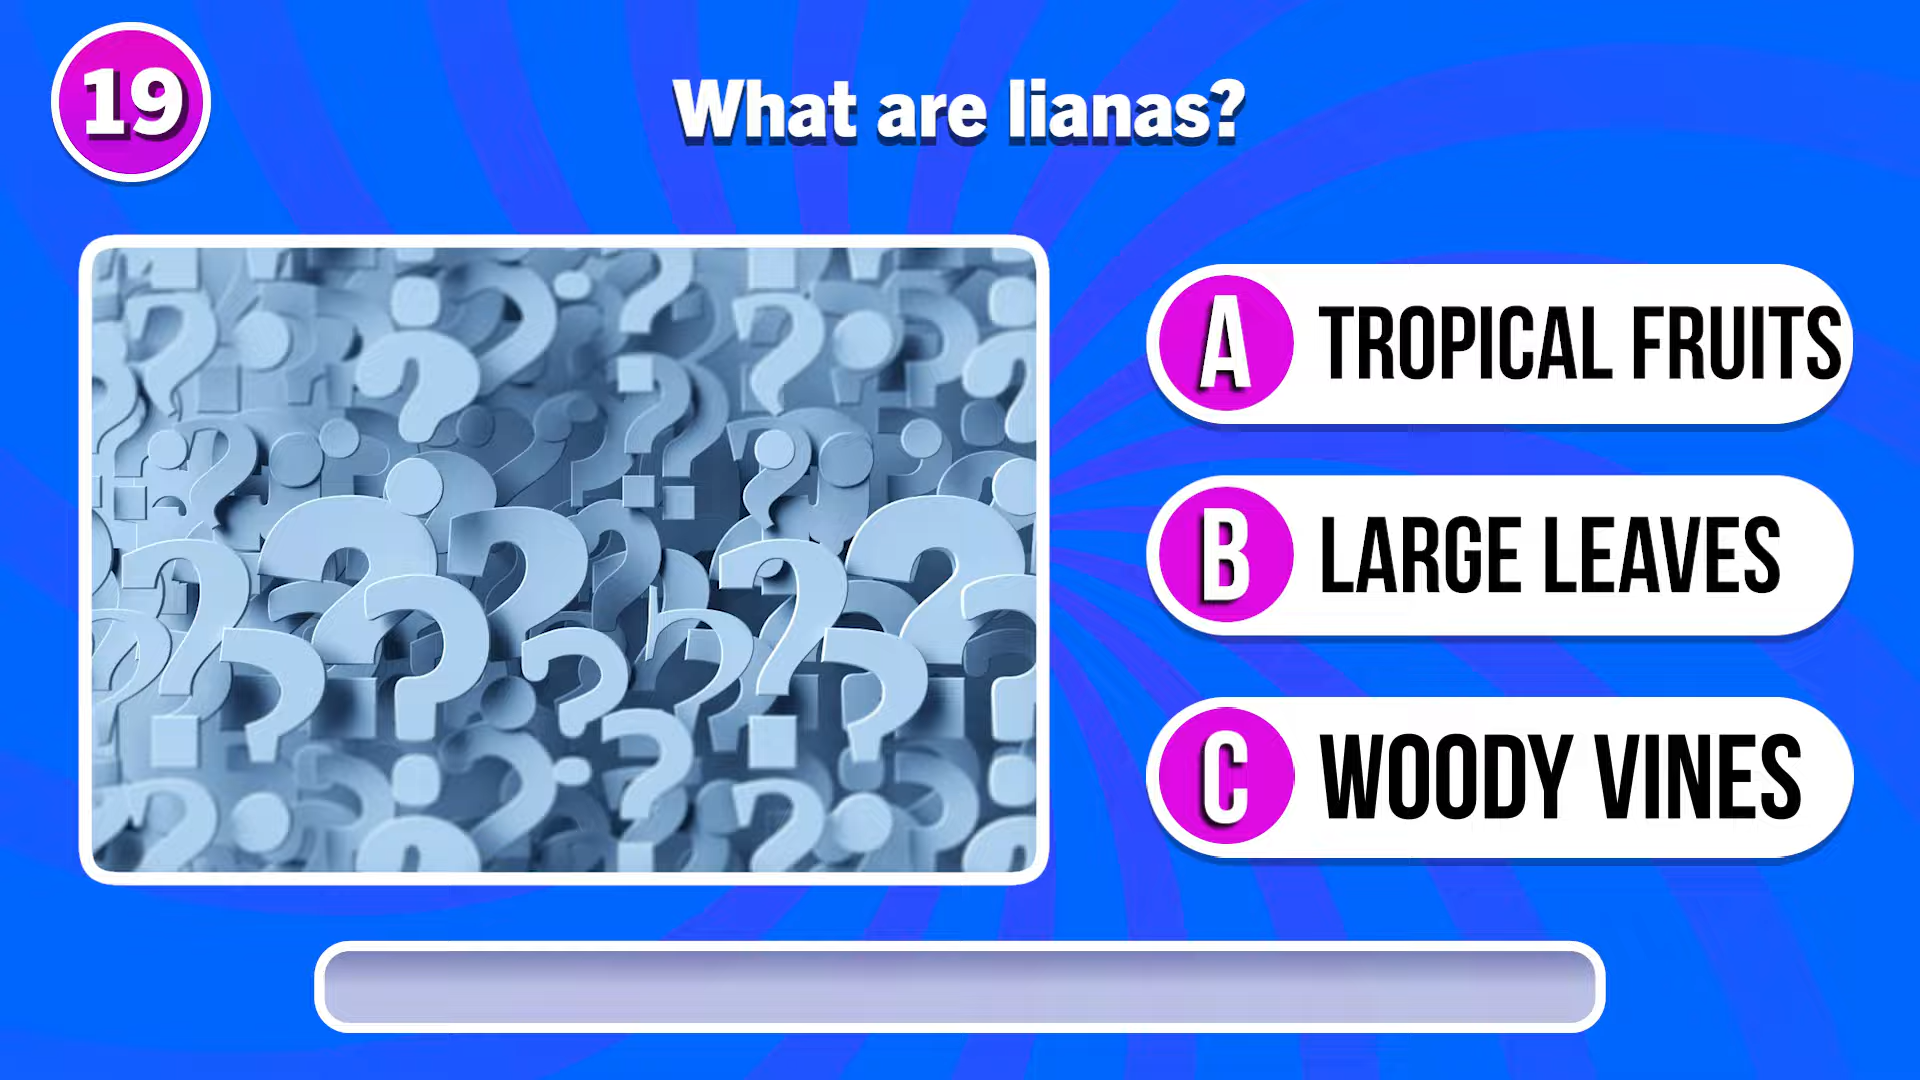 19
What are lianas?
A TROPICAL FRUITS
B LARGE LEAVES
C WOODY VINES